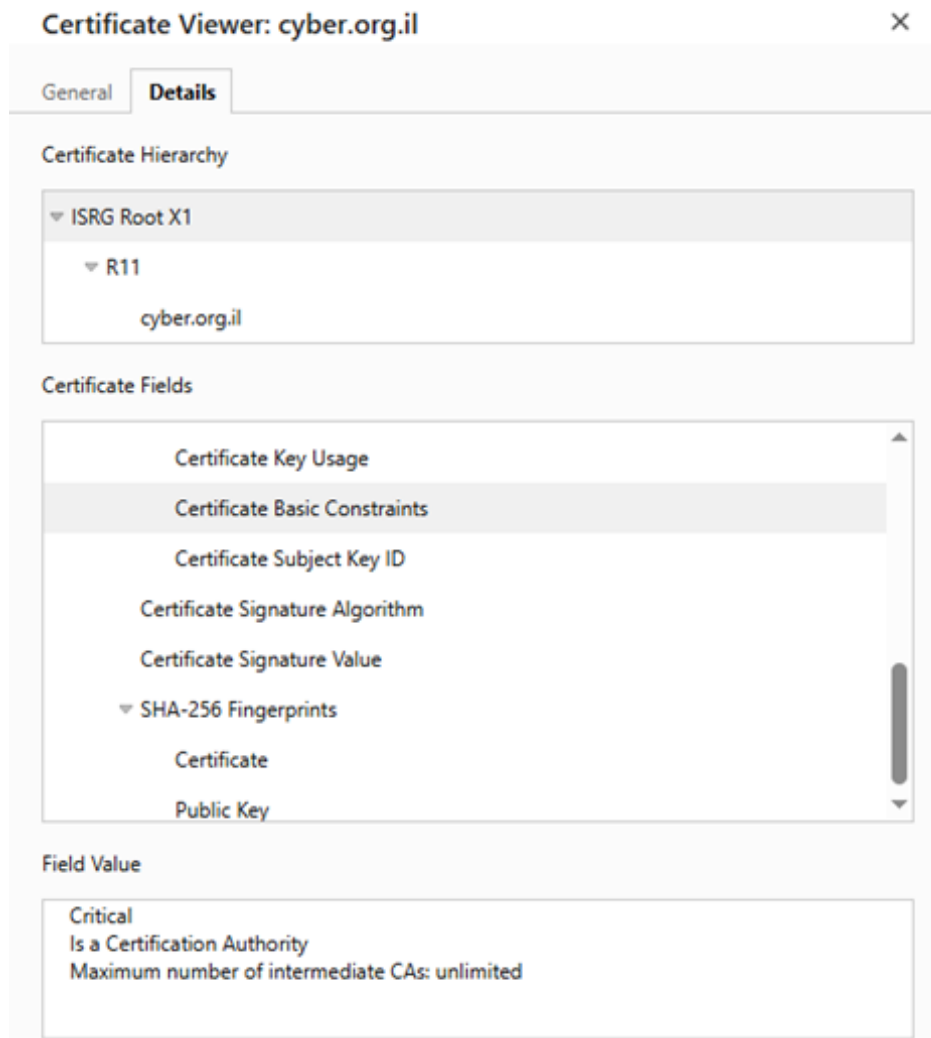 Certificate Viewer: cyber.org.il
General Details
Certificate Hierarchy
ISRG Root X1
R11
cyber.org.il
Certificate Fields
Certificate Key Usage
Certificate Basic Constraints
Certificate Subject Key ID
Certificate Signature Algorithm
Certificate Signature Value
SHA-256 Fingerprints
Certificate
Public Key
Field Value
Critical
Is a Certification Authority
Maximum number of intermediate CAs: unlimited